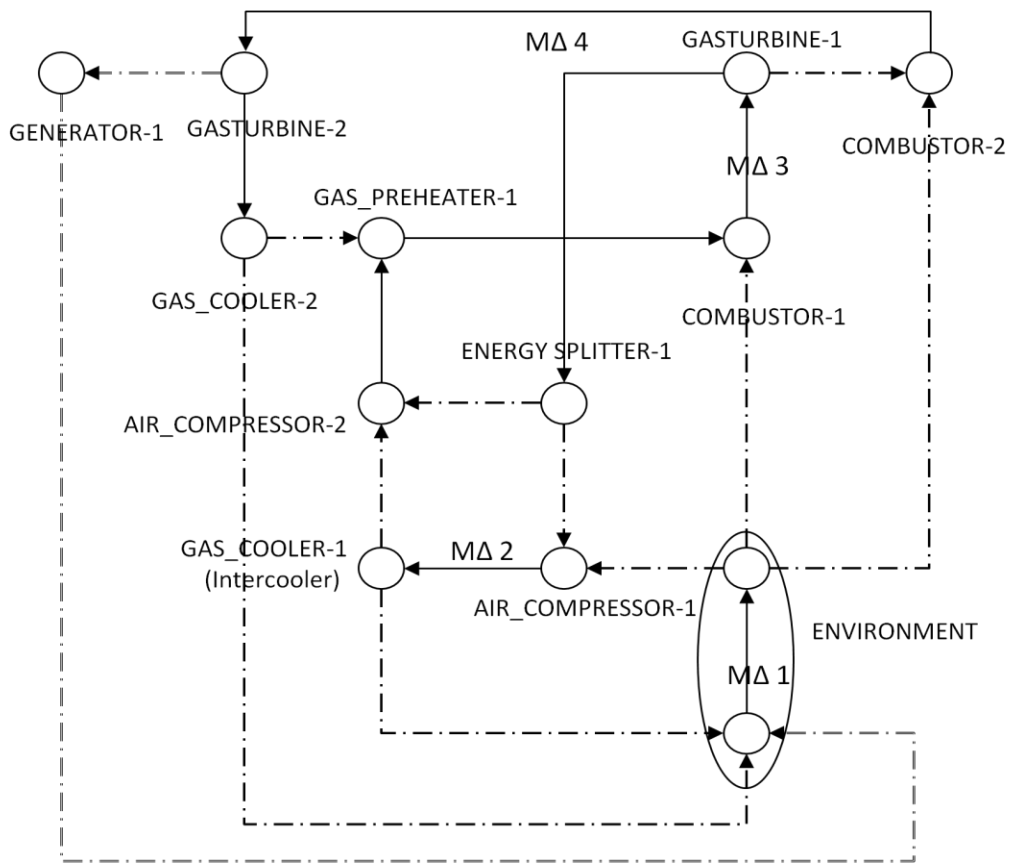 MΔ 4
GASTURBINE-1
GENERATOR-1
GASTURBINE-2
COMBUSTOR-2
MΔ 3
GAS_PREHEATER-1
GAS_COOLER-2
COMBUSTOR-1
ENERGY SPLITTER-1
AIR_COMPRESSOR-2
GAS_COOLER-1
(Intercooler)
MΔ 2
AIR_COMPRESSOR-1
ENVIRONMENT
MΔ 1